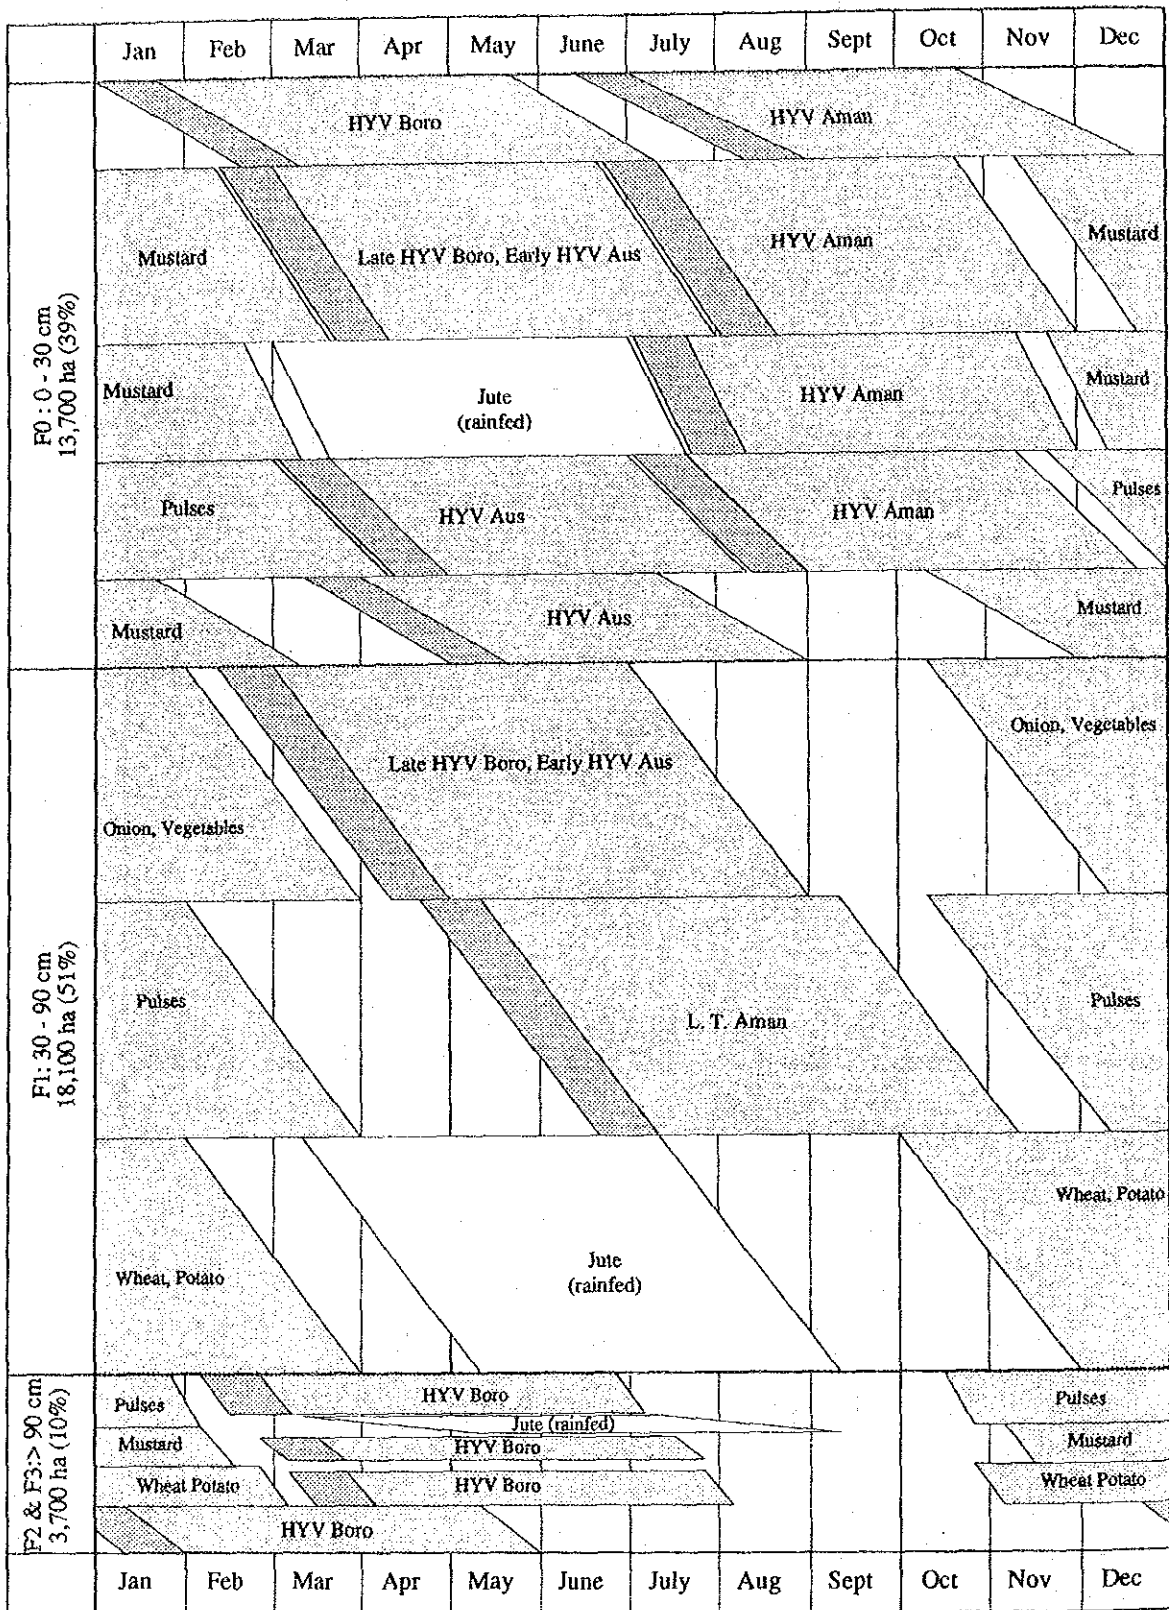 Jan Feb Mar Apr May June July Aug Sept Oct Nov Dec
F0 : 0 - 30 cm
13,700 ha (39%)
HYV Boro HYV Aman
Mustard Late HYV Boro, Early HYV Aus HYV Aman Mustard
Mustard Jute
(rainfed) HYV Aman Mustard
Pulses HYV Aus HYV Aman Pulses
Mustard HYV Aus Mustard
F1: 30 - 90 cm
18,100 ha (51%)
Onion, Vegetables Late HYV Boro, Early HYV Aus Onion, Vegetables
Pulses L. T. Aman Pulses
Wheat, Potato Jute
(rainfed) Wheat, Potato
F2 & F3:> 90 cm
3,700 ha (10%)
Pulses HYV Boro Pulses
Jute (rainfed)
Mustard HYV Boro Mustard
Wheat Potato HYV Boro Wheat Potato
HYV Boro
Jan Feb Mar Apr May June July Aug Sept Oct Nov Dec